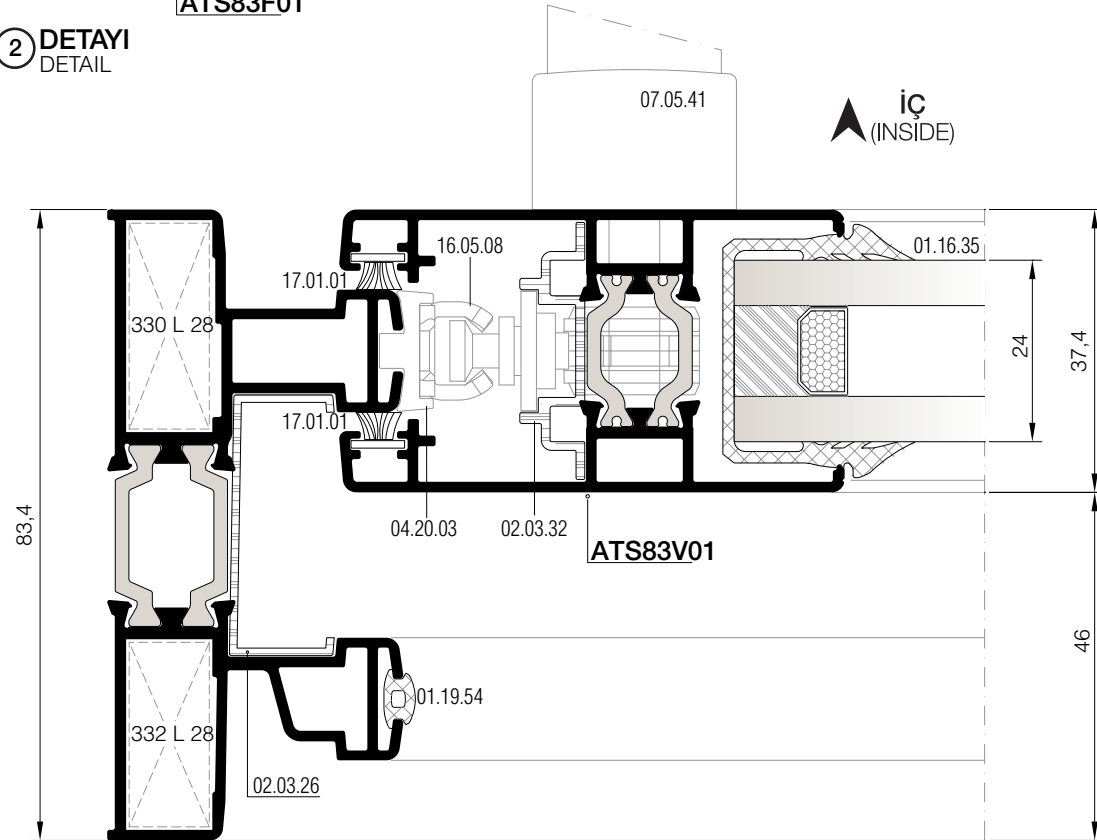 ATS83F01
2 DETAYI
DETAIL
07.05.41
İÇ
(INSIDE)
16.05.08
01.16.35
17.01.01
330 L 28
24
37,4
17.01.01
83,4
04.20.03
02.03.32
ATS83V01
46
01.19.54
332 L 28
02.03.26